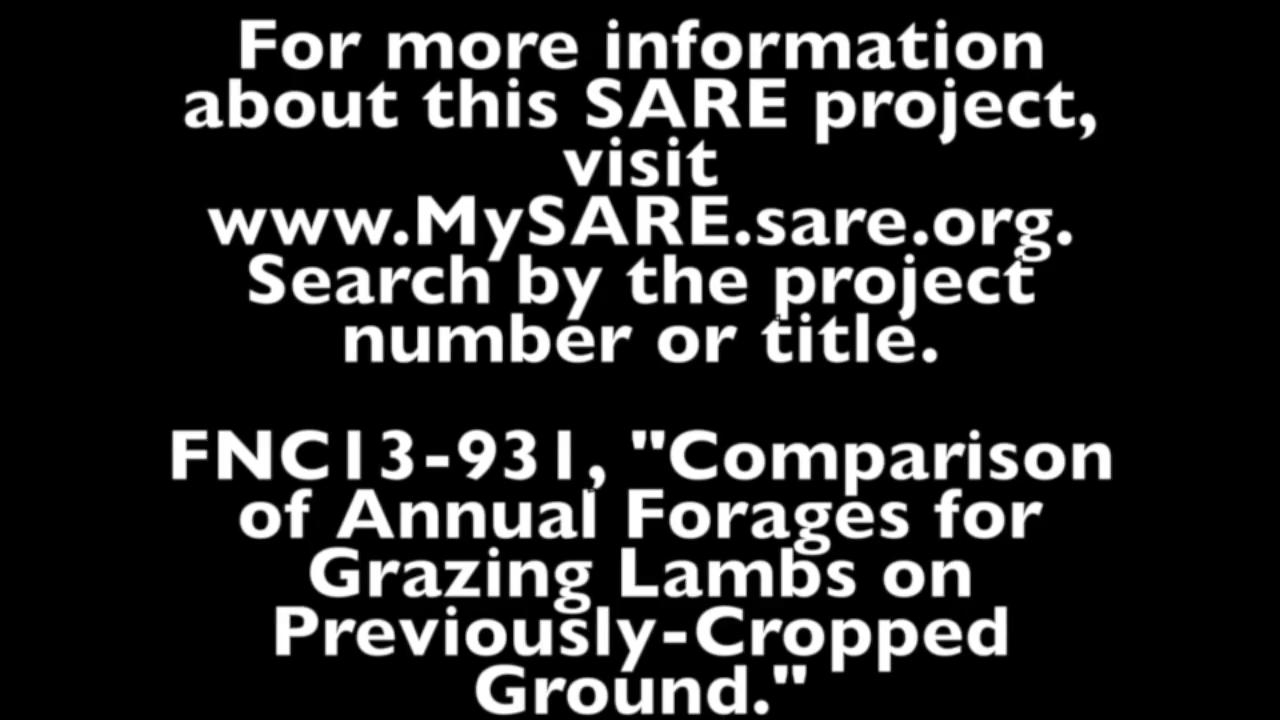 For more information
about this SARE project,
visit
www.MySARE.sare.org.
Search by the project
number or title.
FNC13-931, "Comparison
of Annual Forages for
Grazing Lambs on
Previously-Cropped
Ground."